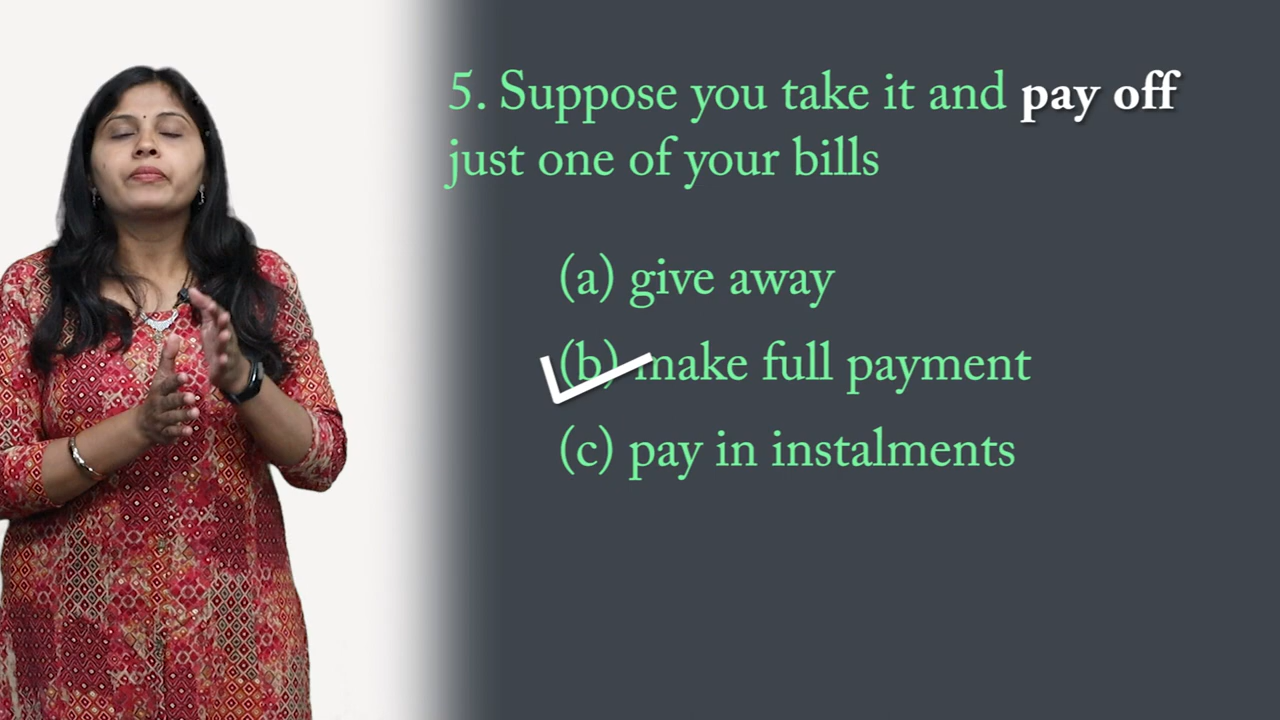 5. Suppose you take it and pay off
just one of your bills
(a) give away
(b) make full payment
(c) pay in instalments